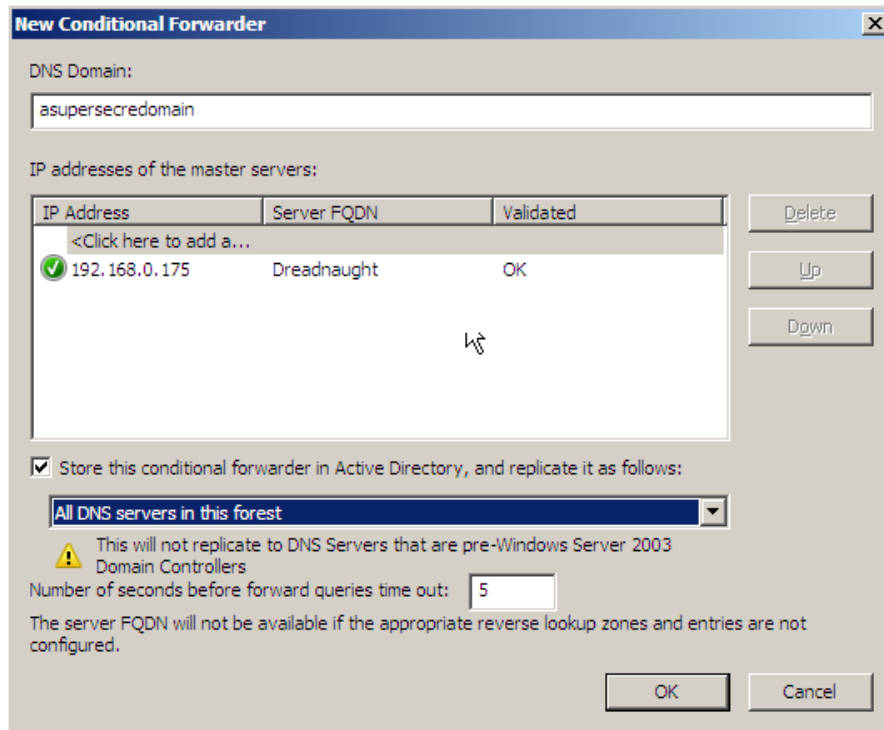 New Conditional Forwarder
DNS Domain:
asupersecredomain
IP addresses of the master servers:
IP Address Server FQDN Validated
<Click here to add a...
192.168.0.175 Dreadnaught OK
Delete
Up
Down
Store this conditional forwarder in Active Directory, and replicate it as follows:
All DNS servers in this forest
This will not replicate to DNS Servers that are pre-Windows Server 2003
Domain Controllers
Number of seconds before forward queries time out: 5
The server FQDN will not be available if the appropriate reverse lookup zones and entries are not
configured.
OK Cancel